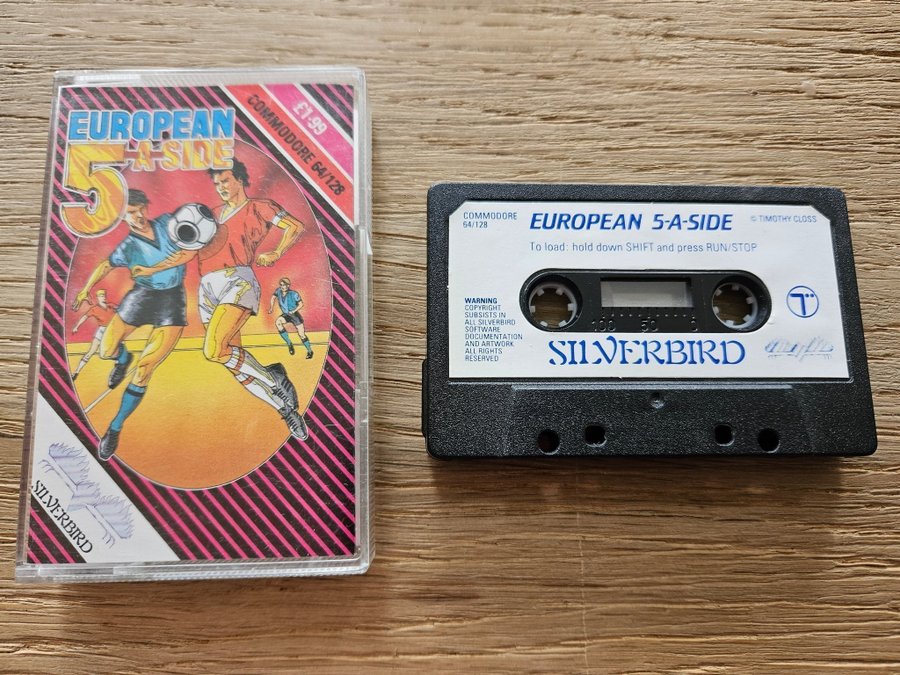 EUROPEAN
5-A-SIDE
£1·99
COMMODORE 64/128
SILVERBIRD
COMMODORE
64/128
EUROPEAN 5-A-SIDE
© TIMOTHY CLOSS
To load: hold down SHIFT and press RUN/STOP
WARNING
COPYRIGHT
SUBSISTS IN
ALL SILVERBIRD
SOFTWARE
DOCUMENTATION
AND ARTWORK
ALL RIGHTS
RESERVED
100 50 0
SILVERBIRD